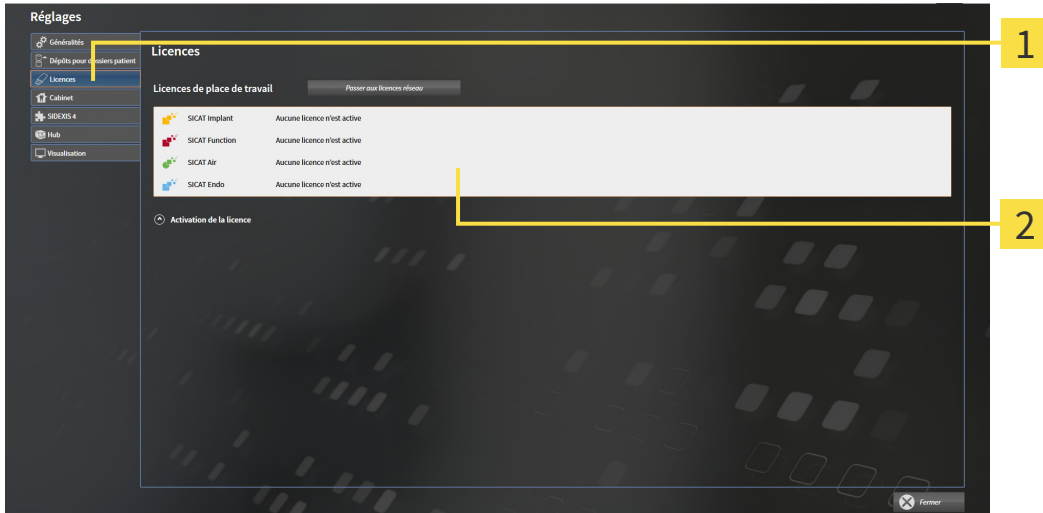 Réglages
Généralités
Dépôts pour dossiers patient
Licences
Cabinet
SIDEXIS 4
Hub
Visualisation
Licences
Licences de place de travail
Passer aux licences réseau
SICAT Implant Aucune licence n'est active
SICAT Function Aucune licence n'est active
SICAT Air Aucune licence n'est active
SICAT Endo Aucune licence n'est active
Activation de la licence
Fermer
1
2